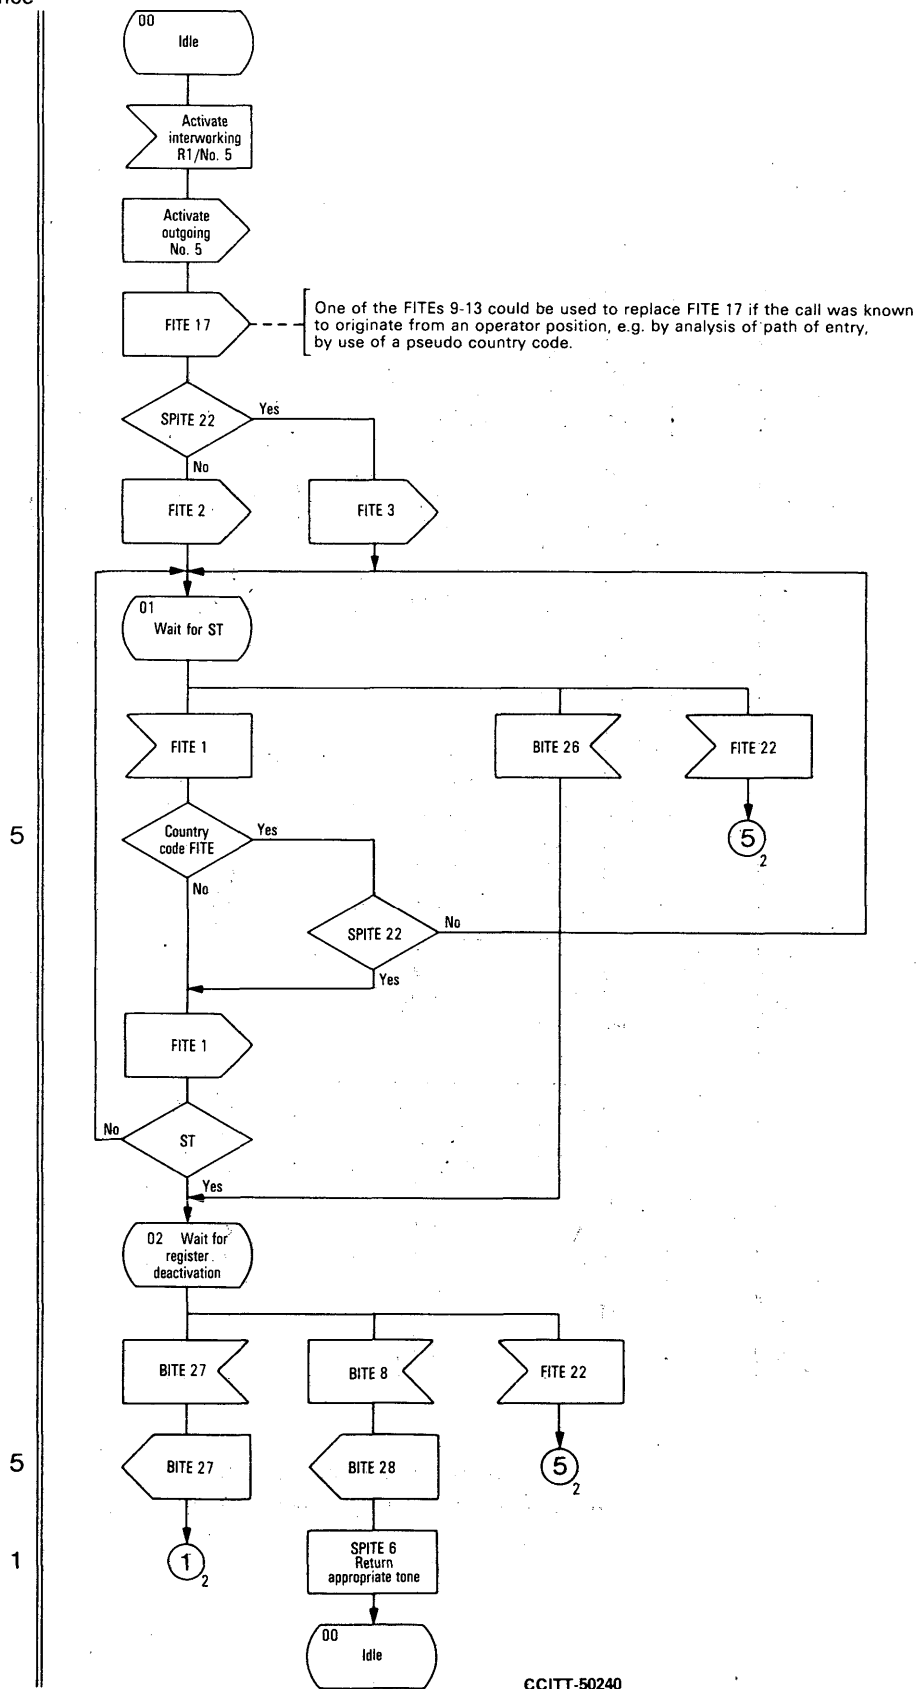 00
Idle
Activate
interworking
R1/No. 5
Activate
outgoing
No. 5
FITE 17
One of the FITEs 9-13 could be used to replace FITE 17 if the call was known
to originate from an operator position, e.g. by analysis of path of entry,
by use of a pseudo country code.
SPITE 22
Yes
No
FITE 2
FITE 3
01
Wait for ST
FITE 1
BITE 26
FITE 22
5
Country
code FITE
Yes
5
2
No
SPITE 22
No
Yes
FITE 1
No
ST
Yes
02 Wait for
register
deactivation
BITE 27
BITE 8
FITE 22
5
BITE 27
BITE 28
5
2
1
1
2
SPITE 6
Return
appropriate tone
00
Idle
CCITT-50240